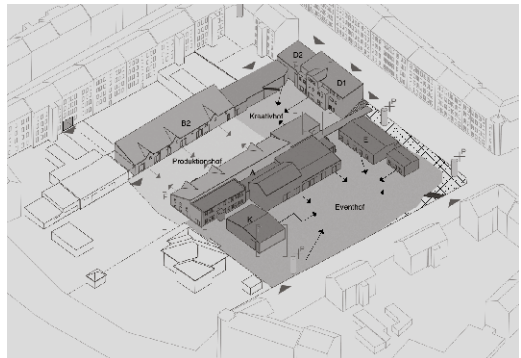 D2
D1
Kreativhof
B2
Produktionshof
A
E
K
Eventhof
P
P
P